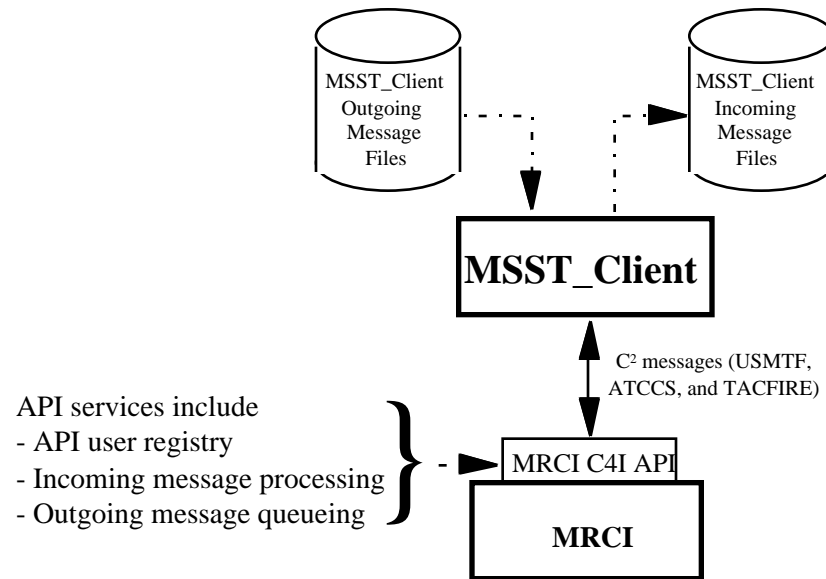 MSST_Client
Outgoing
Message
Files
MSST_Client
Incoming
Message
Files
MSST_Client
C² messages (USMTF,
ATCCS, and TACFIRE)
API services include
- API user registry
- Incoming message processing
- Outgoing message queueing
MRCI C4I API
MRCI